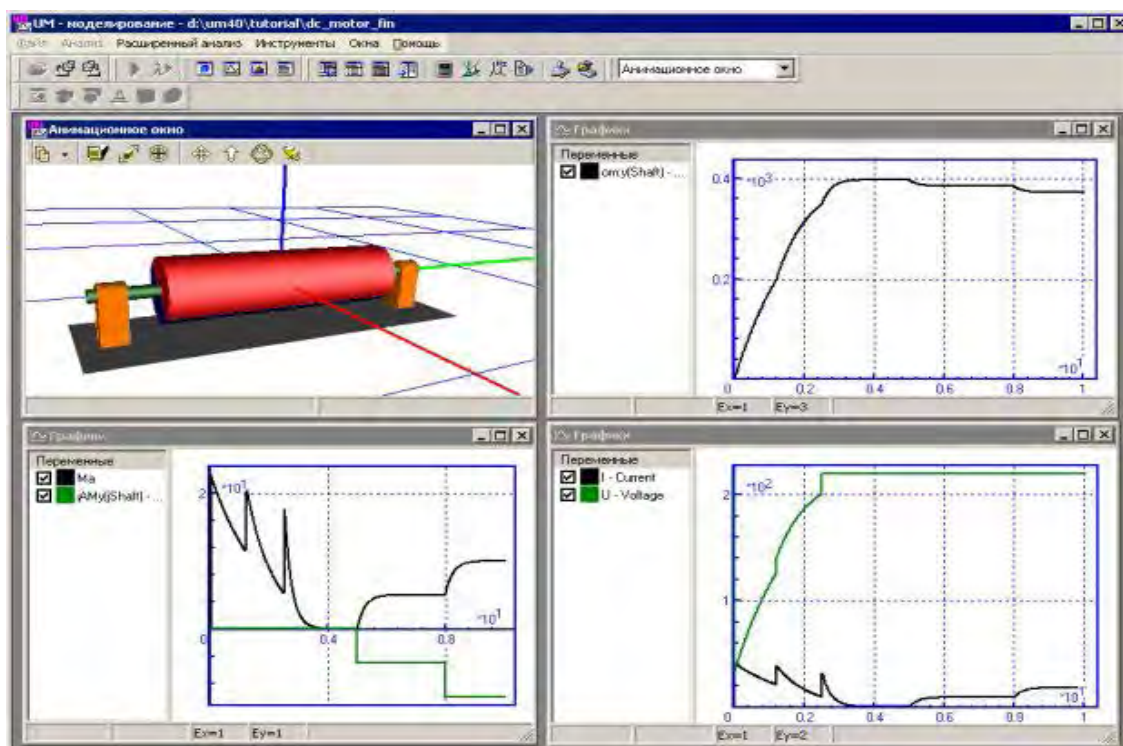 UM - моделирование - d:\um40\tutorial\dc_motor_fin
Файл Анализ Расширенный анализ Инструменты Окна Помощь
Анимационное окно
Анимационное окно
Графики
Переменные
om:y(Shaft) - ...
0.4
*10³
0.2
*10¹
0 0.2 0.4 0.6 0.8 1
Ex=1 Ey=3
Графики
Переменные
Ma
jAMy(jShaft) - ...
2
*10¹
0 0.4 0.8
*10¹
Ex=1 Ey=1
Графики
Переменные
I - Current
U - Voltage
2
*10²
1
*10¹
0 0.2 0.4 0.6 0.8 1
Ex=1 Ey=2